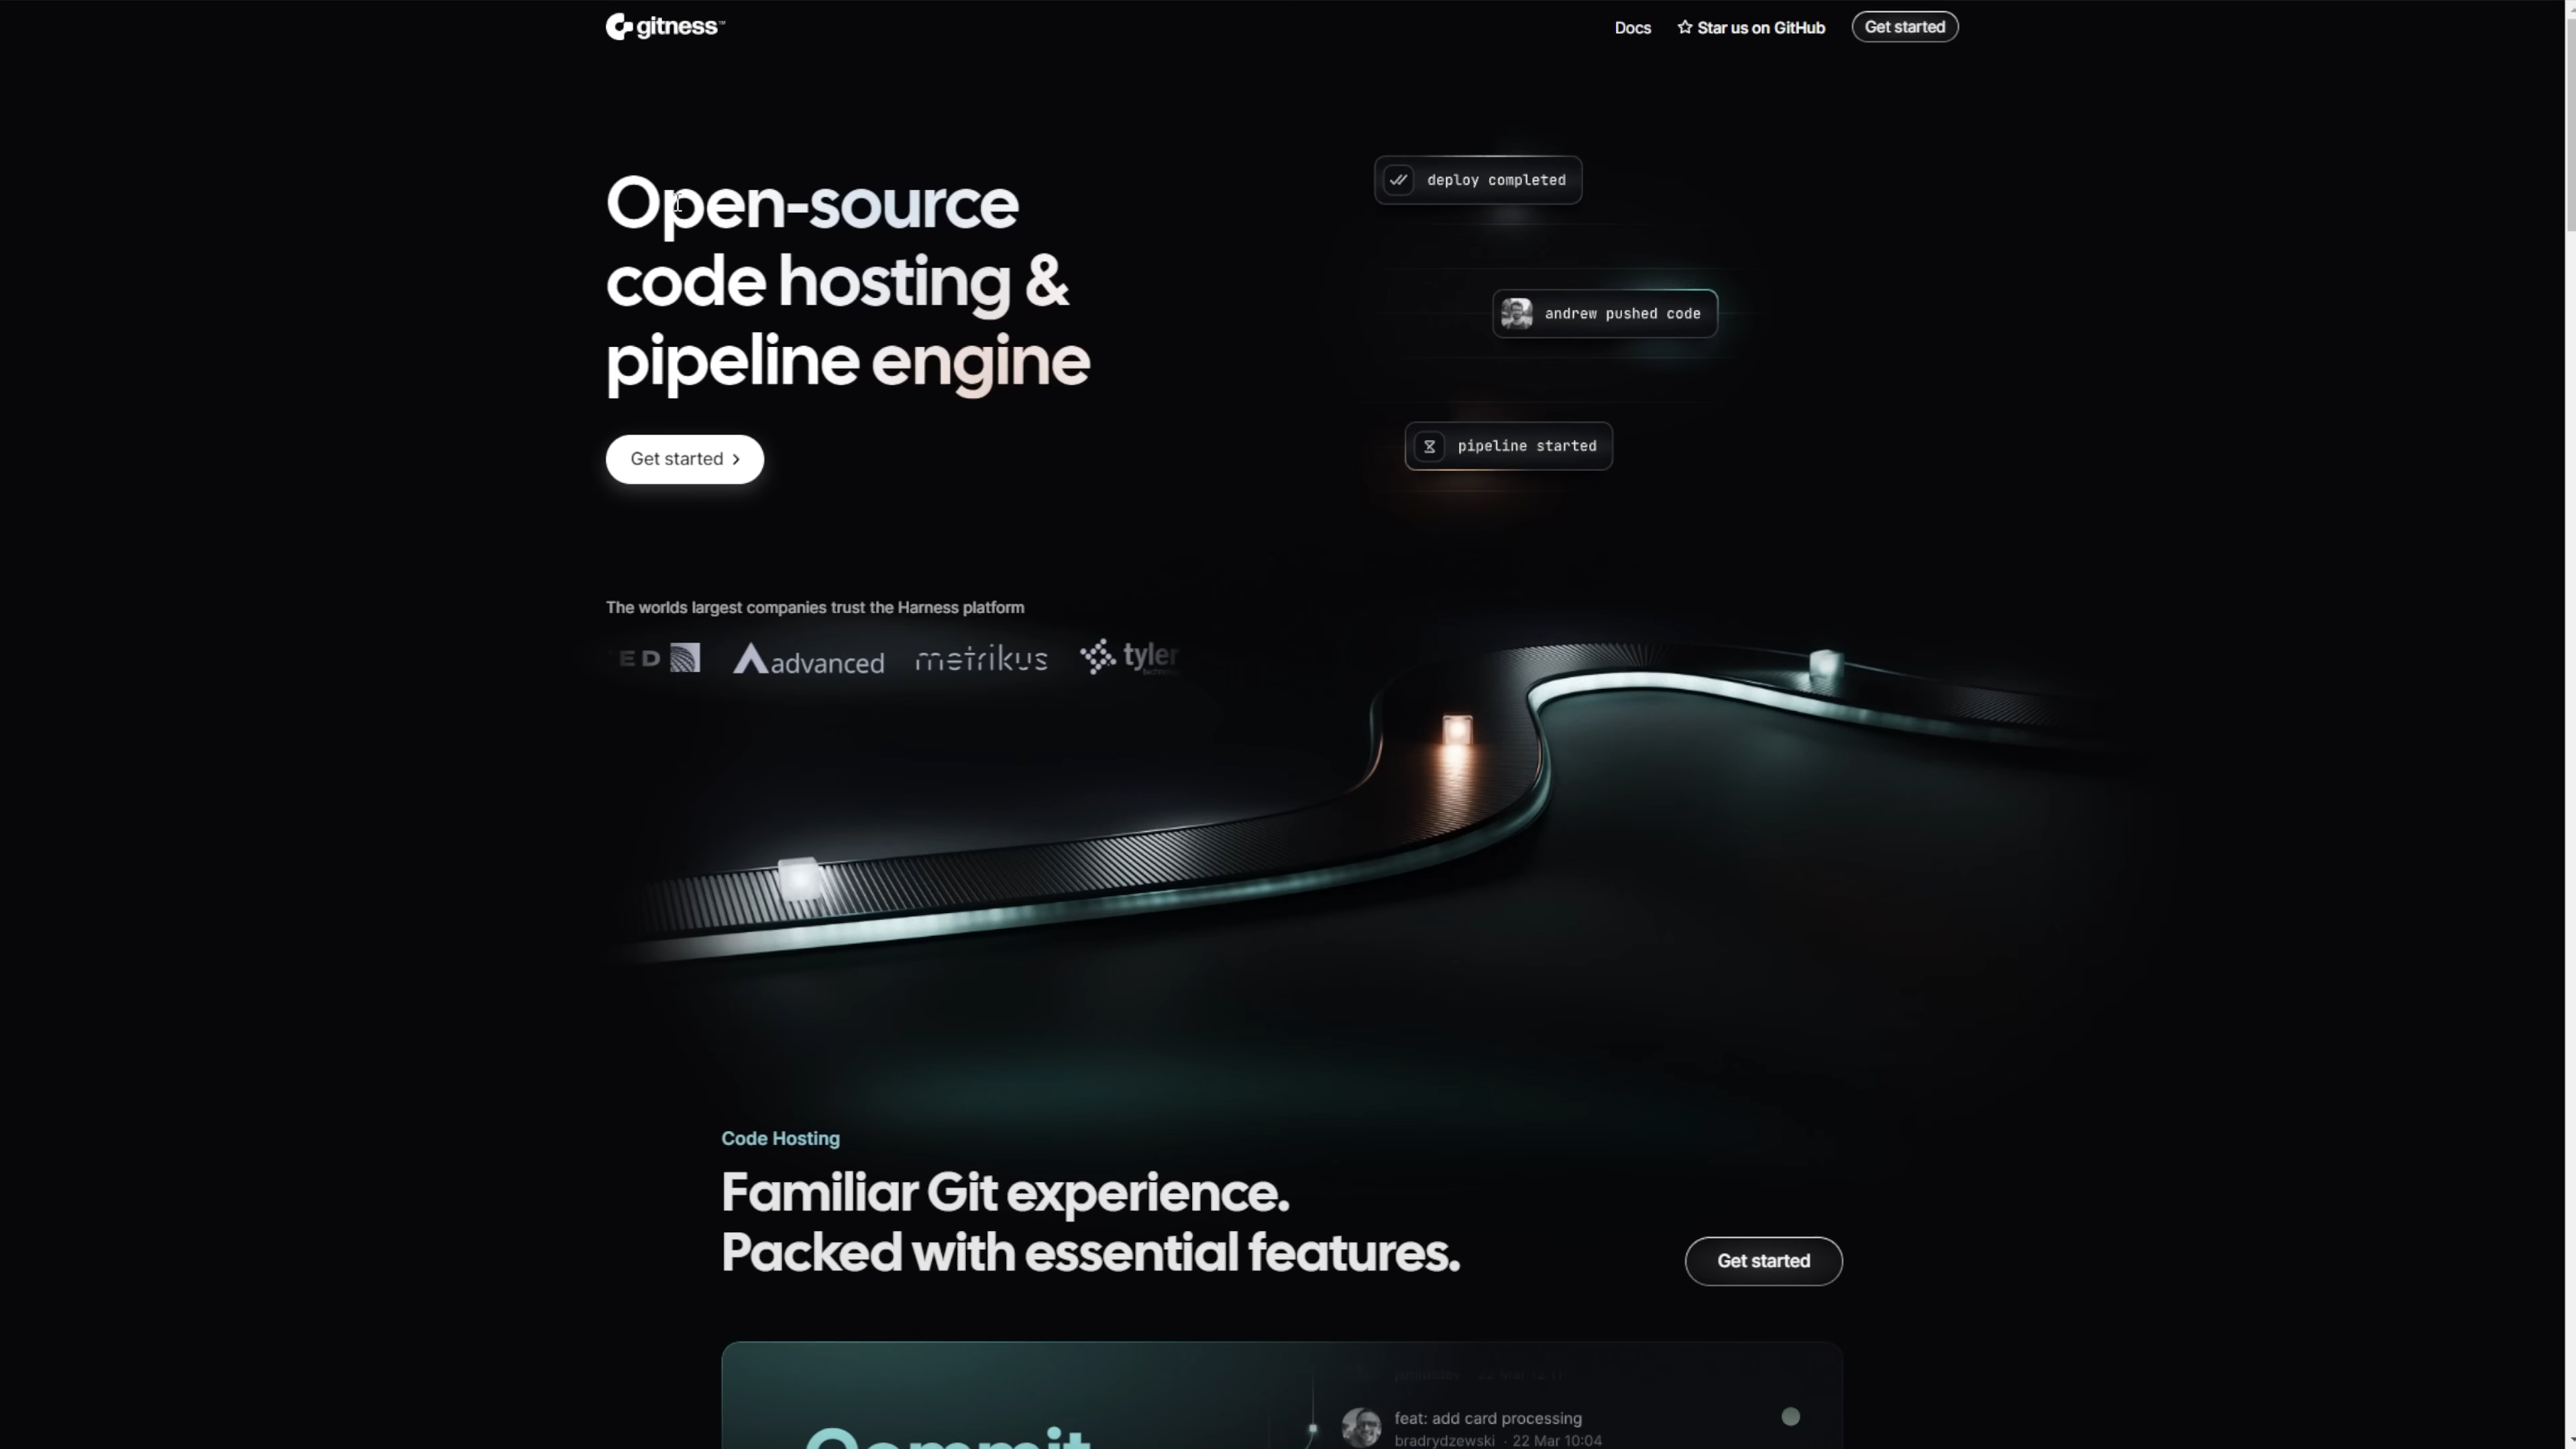 gitness™
Docs
Star us on GitHub
Get started
Open-source
code hosting &
pipeline engine
Get started
deploy completed
andrew pushed code
pipeline started
The worlds largest companies trust the Harness platform
ED
advanced
metrikus
tyler
Code Hosting
Familiar Git experience.
Packed with essential features.
Get started
Commit
feat: add card processing
bradrydzewski · 22 Mar 10:04